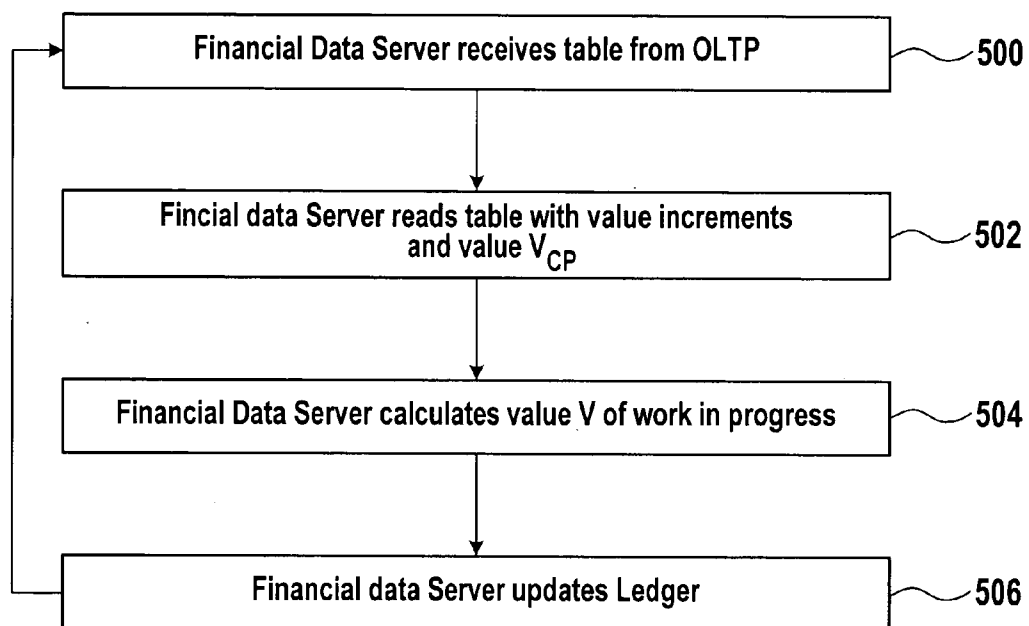 Financial Data Server receives table from OLTP
500
Fincial data Server reads table with value increments
and value V_CP
502
Financial Data Server calculates value V of work in progress
504
Financial data Server updates Ledger
506